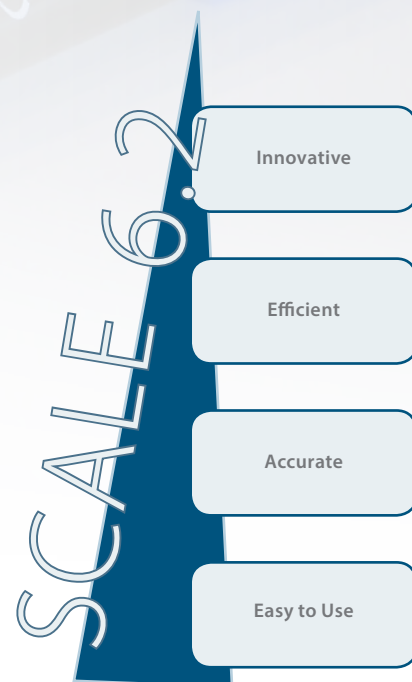 SCALE 6.2
Innovative
Efficient
Accurate
Easy to Use